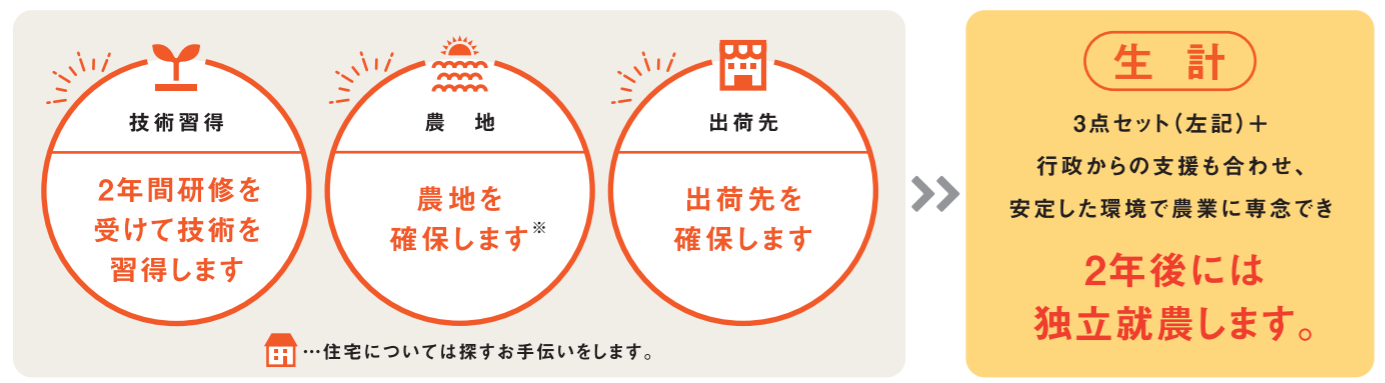 技術習得
2年間研修を
受けて技術を
習得します
農　地
農地を
確保します※
出荷先
出荷先を
確保します
…住宅については探すお手伝いをします。
生　計
3点セット(左記)＋
行政からの支援も合わせ、
安定した環境で農業に専念でき
2年後には
独立就農します。